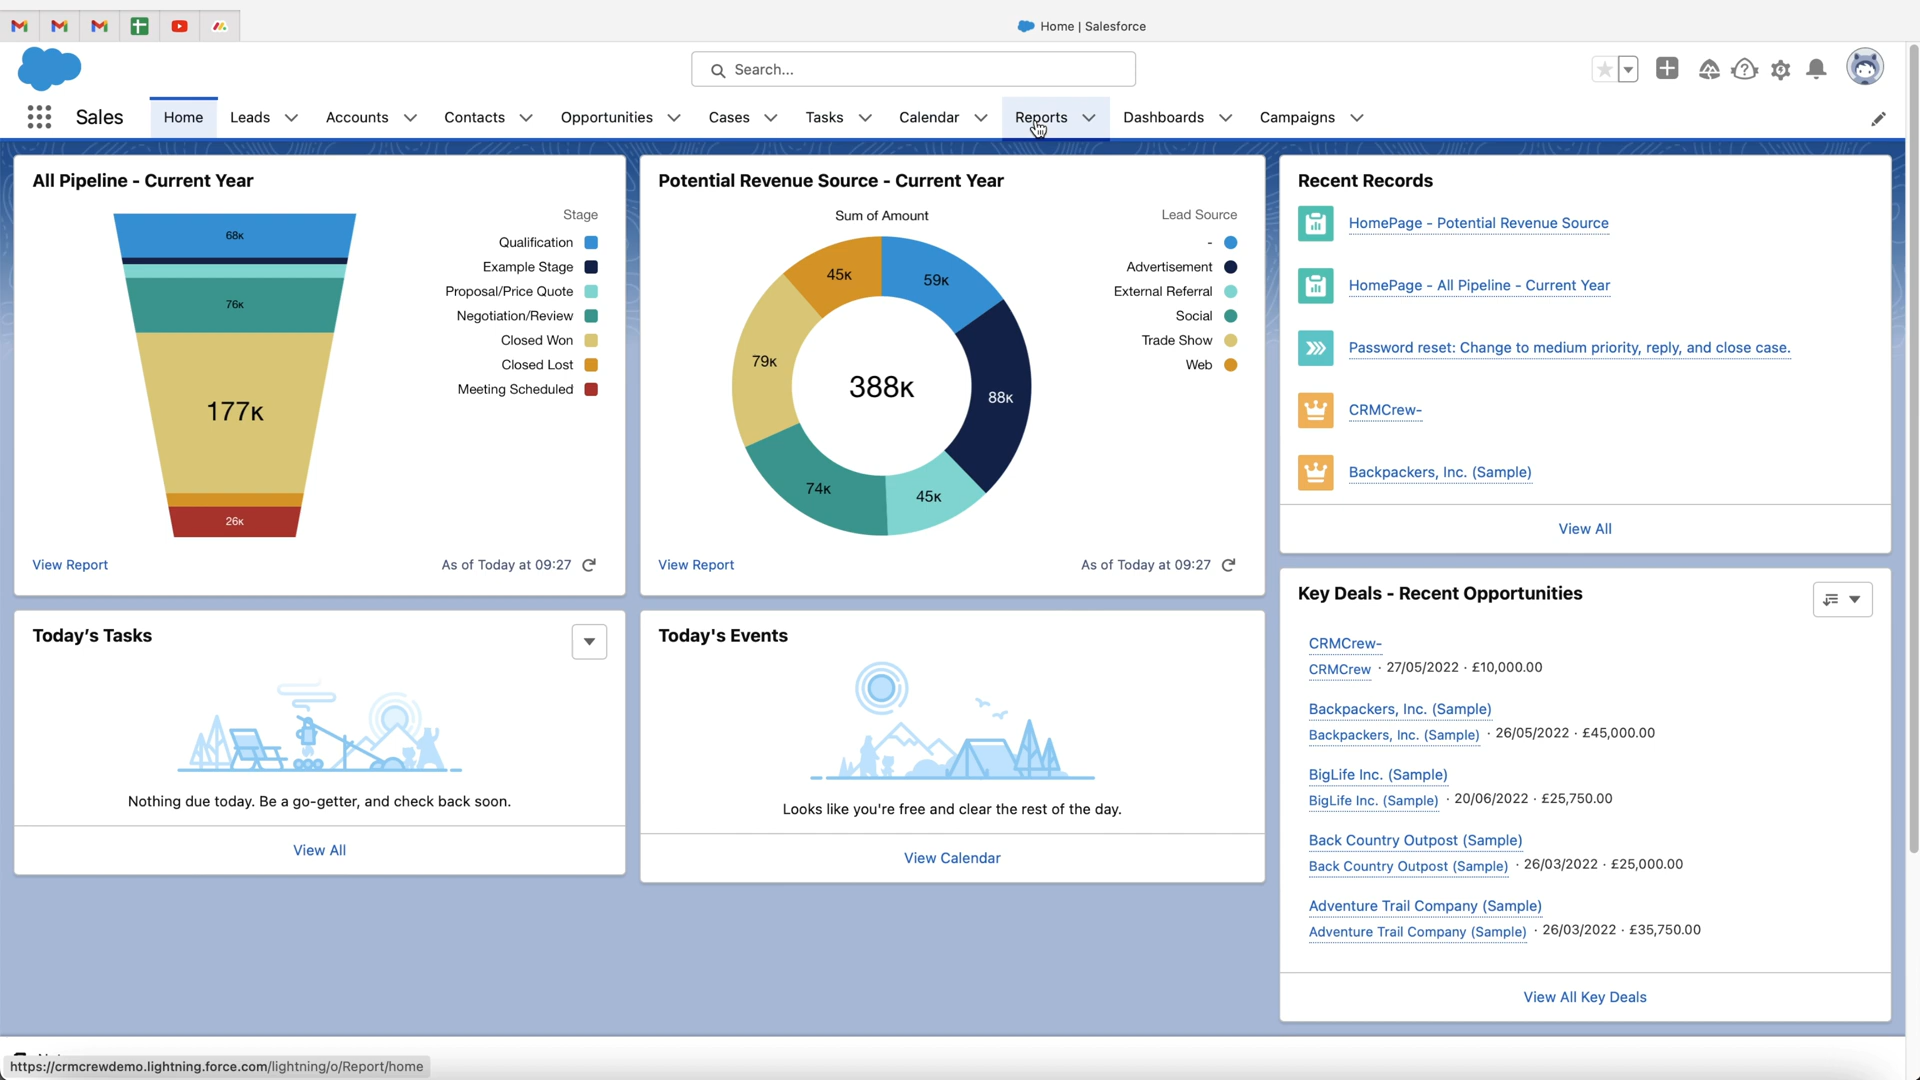 Home | Salesforce
Search...
Sales
Home
Leads
Accounts
Contacts
Opportunities
Cases
Tasks
Calendar
Reports
Dashboards
Campaigns
All Pipeline - Current Year
Stage
Qualification
Example Stage
Proposal/Price Quote
Negotiation/Review
Closed Won
Closed Lost
Meeting Scheduled
68K
76K
177K
26K
View Report
As of Today at 09:27
Potential Revenue Source - Current Year
Sum of Amount
Lead Source
-
Advertisement
External Referral
Social
Trade Show
Web
45K
59K
79K
388K
88K
74K
45K
View Report
As of Today at 09:27
Recent Records
HomePage - Potential Revenue Source
HomePage - All Pipeline - Current Year
Password reset: Change to medium priority, reply, and close case.
CRMCrew-
Backpackers, Inc. (Sample)
View All
Today's Tasks
Nothing due today. Be a go-getter, and check back soon.
View All
Today's Events
Looks like you're free and clear the rest of the day.
View Calendar
Key Deals - Recent Opportunities
CRMCrew-
CRMCrew · 27/05/2022 · £10,000.00
Backpackers, Inc. (Sample)
Backpackers, Inc. (Sample) · 26/05/2022 · £45,000.00
BigLife Inc. (Sample)
BigLife Inc. (Sample) · 20/06/2022 · £25,750.00
Back Country Outpost (Sample)
Back Country Outpost (Sample) · 26/03/2022 · £25,000.00
Adventure Trail Company (Sample)
Adventure Trail Company (Sample) · 26/03/2022 · £35,750.00
View All Key Deals
https://crmcrewdemo.lightning.force.com/lightning/o/Report/home